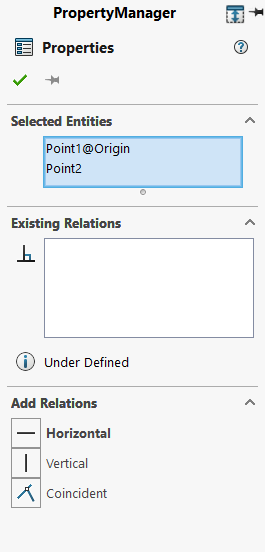 PropertyManager
Properties
Selected Entities
Point1@Origin
Point2
Existing Relations
Under Defined
Add Relations
Horizontal
Vertical
Coincident